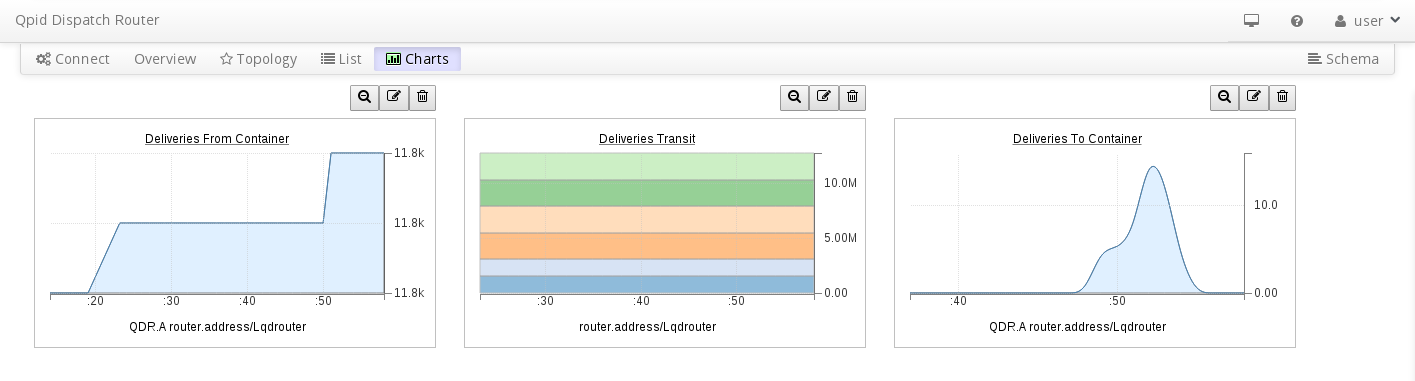 Qpid Dispatch Router
user
Connect Overview Topology List Charts Schema
Deliveries From Container
11.8k
11.8k
11.8k
:20 :30 :40 :50
QDR.A router.address/Lqdrouter
Deliveries Transit
10.0M
5.00M
0.00
:30 :40 :50
router.address/Lqdrouter
Deliveries To Container
10.0
0.00
:40 :50
QDR.A router.address/Lqdrouter